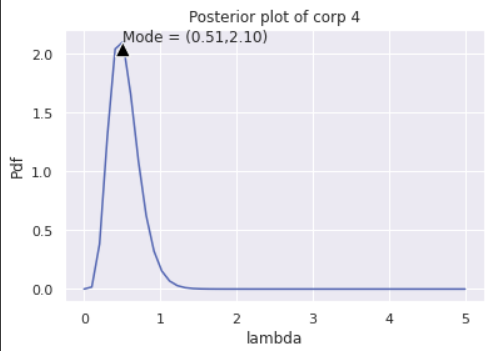 Posterior plot of corp 4
Mode = (0.51,2.10)
2.0
1.5
1.0
0.5
0.0
Pdf
0 1 2 3 4 5
lambda